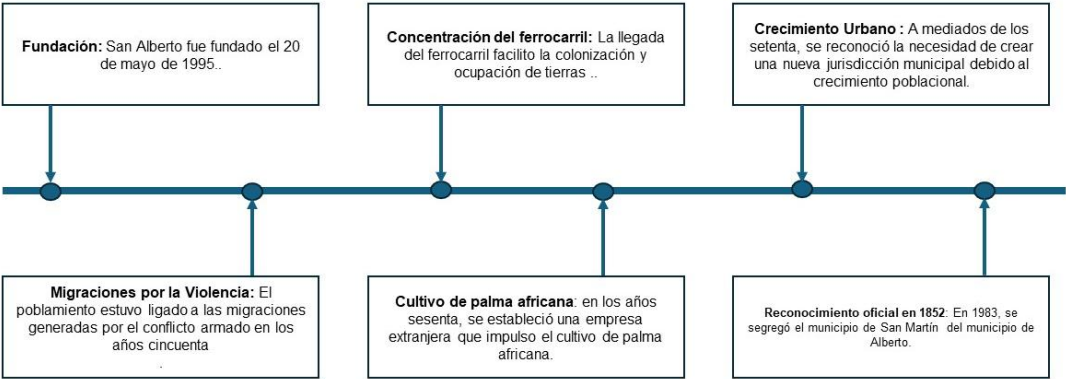 Fundación: San Alberto fue fundado el 20
de mayo de 1995..
Concentración del ferrocarril: La llegada
del ferrocarril facilito la colonización y
ocupación de tierras ..
Crecimiento Urbano : A mediados de los
setenta, se reconoció la necesidad de crear
una nueva jurisdicción municipal debido al
crecimiento poblacional.
Migraciones por la Violencia: El
poblamiento estuvo ligado a las migraciones
generadas por el conflicto armado en los
años cincuenta
.
Cultivo de palma africana: en los años
sesenta, se estableció una empresa
extranjera que impulso el cultivo de palma
africana.
Reconocimiento oficial en 1852: En 1983, se
segregó el municipio de San Martín del municipio de
Alberto.